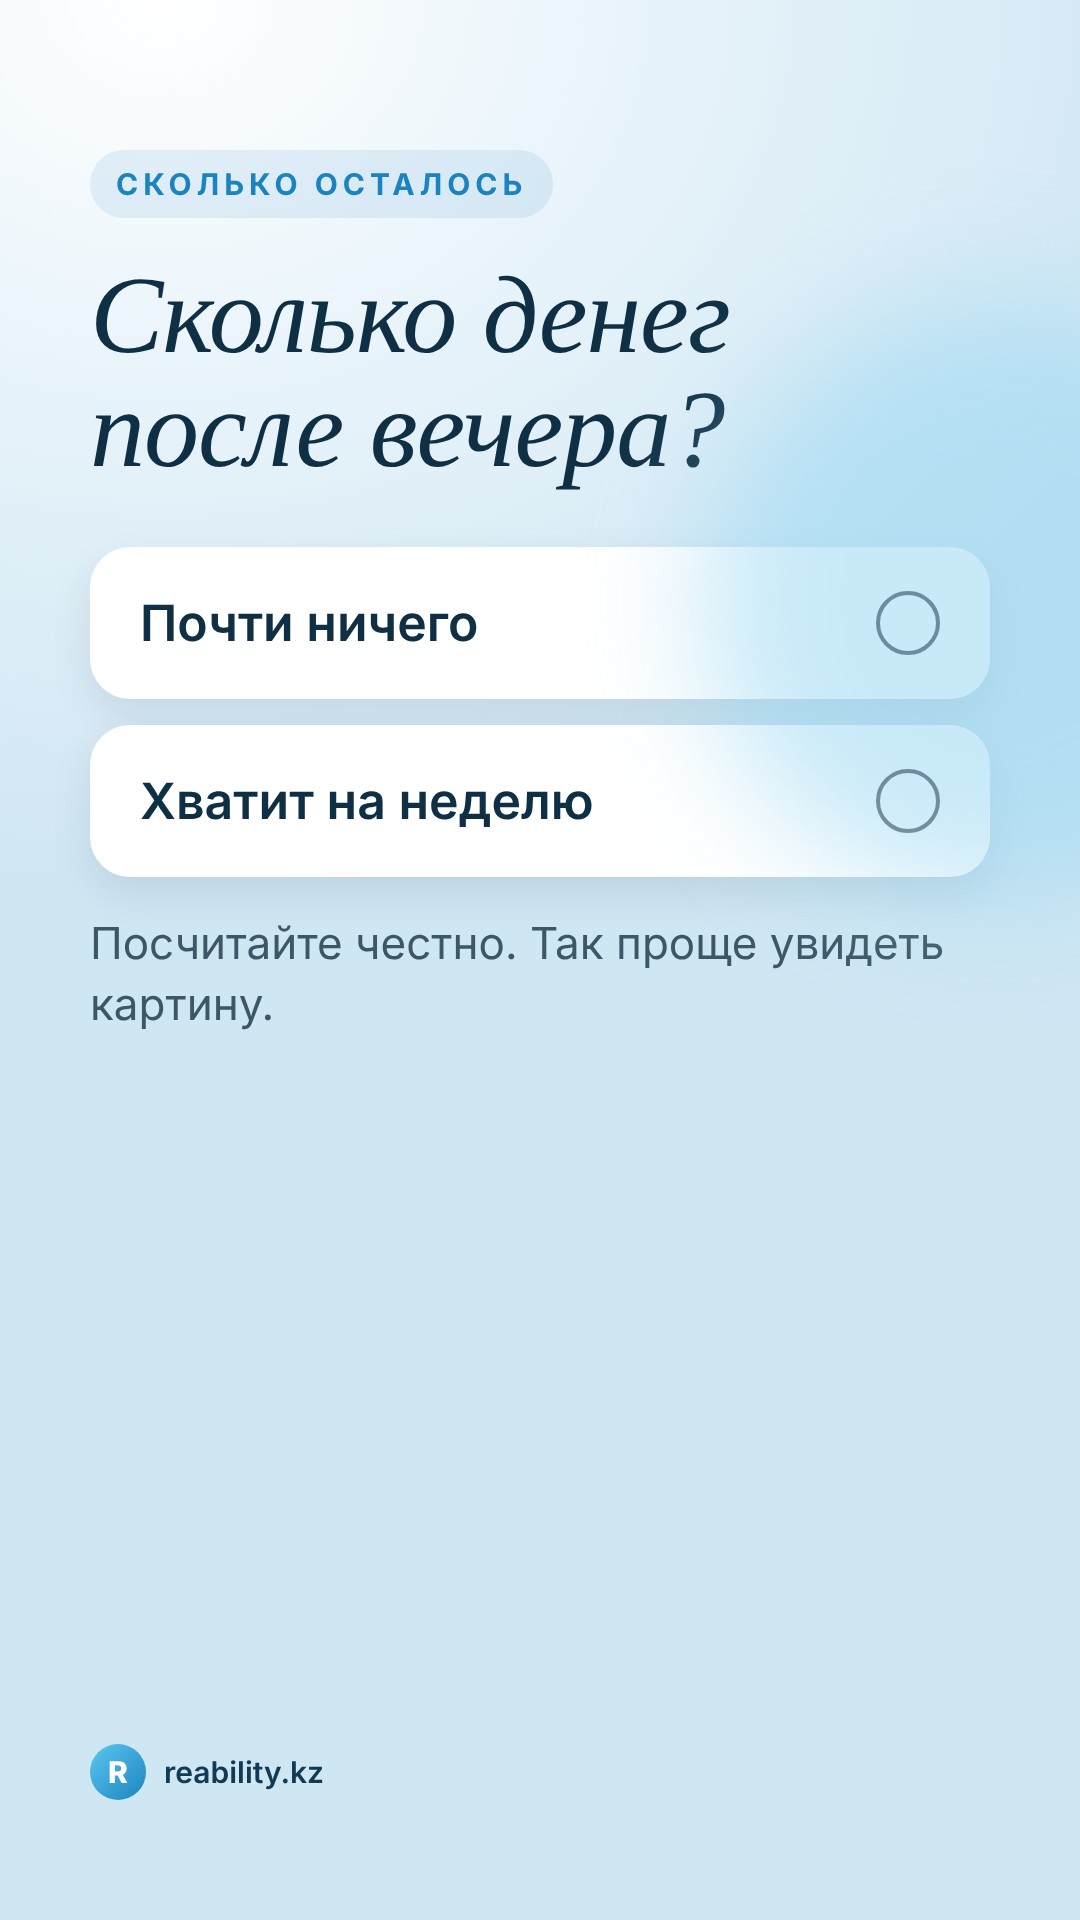 СКОЛЬКО ОСТАЛОСЬ
Сколько денег
после вечера?
Почти ничего
Хватит на неделю
Посчитайте честно. Так проще увидеть
картину.
R reability.kz